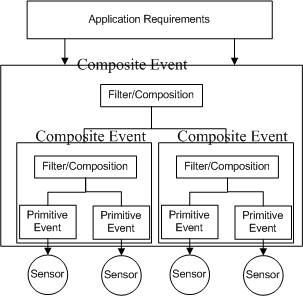 Application Requirements
Composite Event
Filter/Composition
Composite Event
Composite Event
Filter/Composition
Filter/Composition
Primitive
Event
Primitive
Event
Primitive
Event
Primitive
Event
Sensor
Sensor
Sensor
Sensor